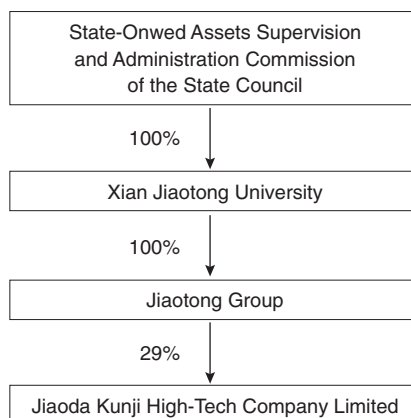 State-Onwed Assets Supervision
and Administration Commission
of the State Council
100%
Xian Jiaotong University
100%
Jiaotong Group
29%
Jiaoda Kunji High-Tech Company Limited